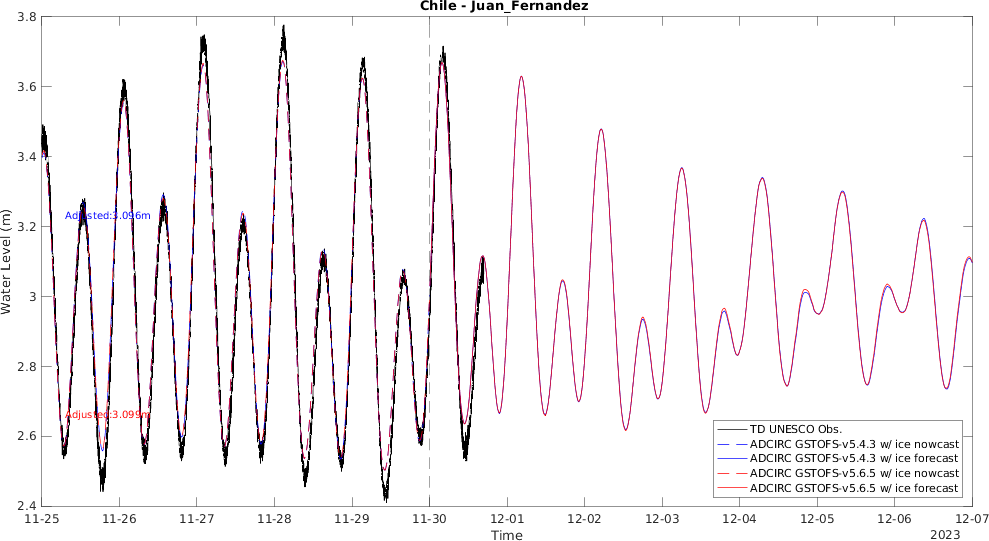 Chile - Juan_Fernandez
3.8
3.6
3.4
3.2
3
2.8
2.6
2.4
Water Level (m)
Adjusted:3.096m
Adjusted:3.099m
TD UNESCO Obs.
ADCIRC GSTOFS-v5.4.3 w/ ice nowcast
ADCIRC GSTOFS-v5.4.3 w/ ice forecast
ADCIRC GSTOFS-v5.6.5 w/ ice nowcast
ADCIRC GSTOFS-v5.6.5 w/ ice forecast
11-25 11-26 11-27 11-28 11-29 11-30 12-01 12-02 12-03 12-04 12-05 12-06 12-07
Time
2023